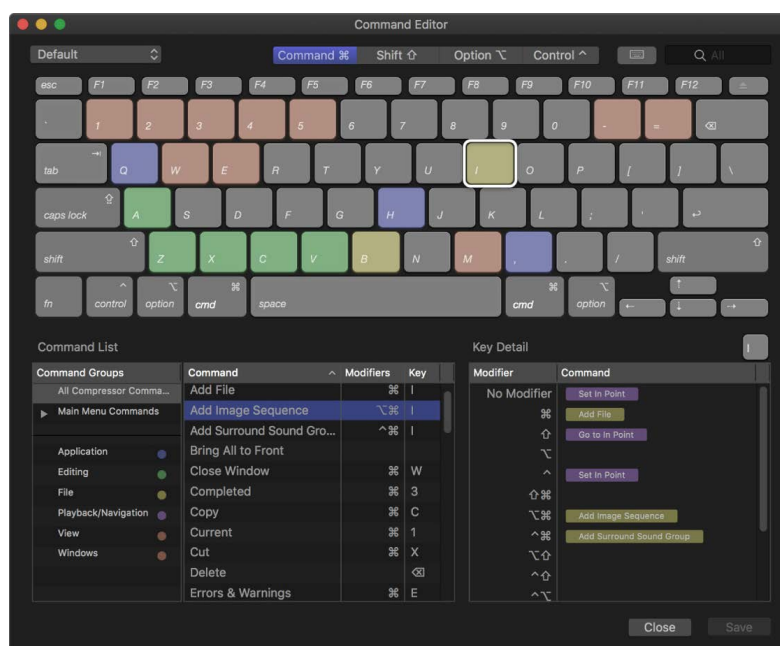 Command Editor
Default Command ⌘ Shift ⇧ Option ⌥ Control ^ All
esc F1 F2 F3 F4 F5 F6 F7 F8 F9 F10 F11 F12
` 1 2 3 4 5 6 7 8 9 0 - =
tab Q W E R T Y U I O P [ ] \
caps lock A S D F G H J K L ; '
shift Z X C V B N M , . / shift
fn control option cmd space cmd option
Command List Key Detail I
Command Groups Command Modifiers Key Modifier Command
All Compressor Comma... Add File ⌘ I No Modifier Set In Point
Main Menu Commands Add Image Sequence ⌥⌘ I ⌘ Add File
Add Surround Sound Gro... ^⌘ I ⇧ Go to In Point
Application Bring All to Front ⌥
Editing Close Window ⌘ W ^ Set In Point
File Completed ⌘ 3 ⇧⌘
Playback/Navigation Copy ⌘ C ⌥⌘ Add Image Sequence
View Current ⌘ 1 ^⌘ Add Surround Sound Group
Windows Cut ⌘ X ⌥⇧
Delete ⌫ ^⇧
Errors & Warnings ⌘ E ^⌥
Close Save